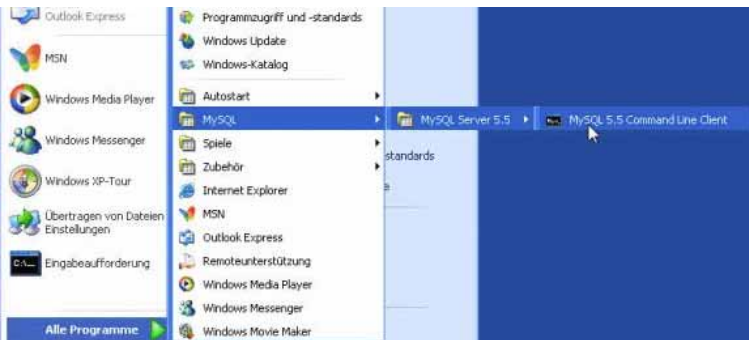 Outlook Express
MSN
Windows Media Player
Windows Messenger
Windows XP-Tour
Übertragen von Dateien
Einstellungen
C:\
Eingabeaufforderung
Alle Programme
Programmzugriff und -standards
Windows Update
Windows-Katalog
Autostart
MySQL
Spiele
Zubehör
Internet Explorer
MSN
Outlook Express
Remoteunterstützung
Windows Media Player
Windows Messenger
Windows Movie Maker
MySQL Server 5.5
standards
MySQL 5.5 Command Line Client